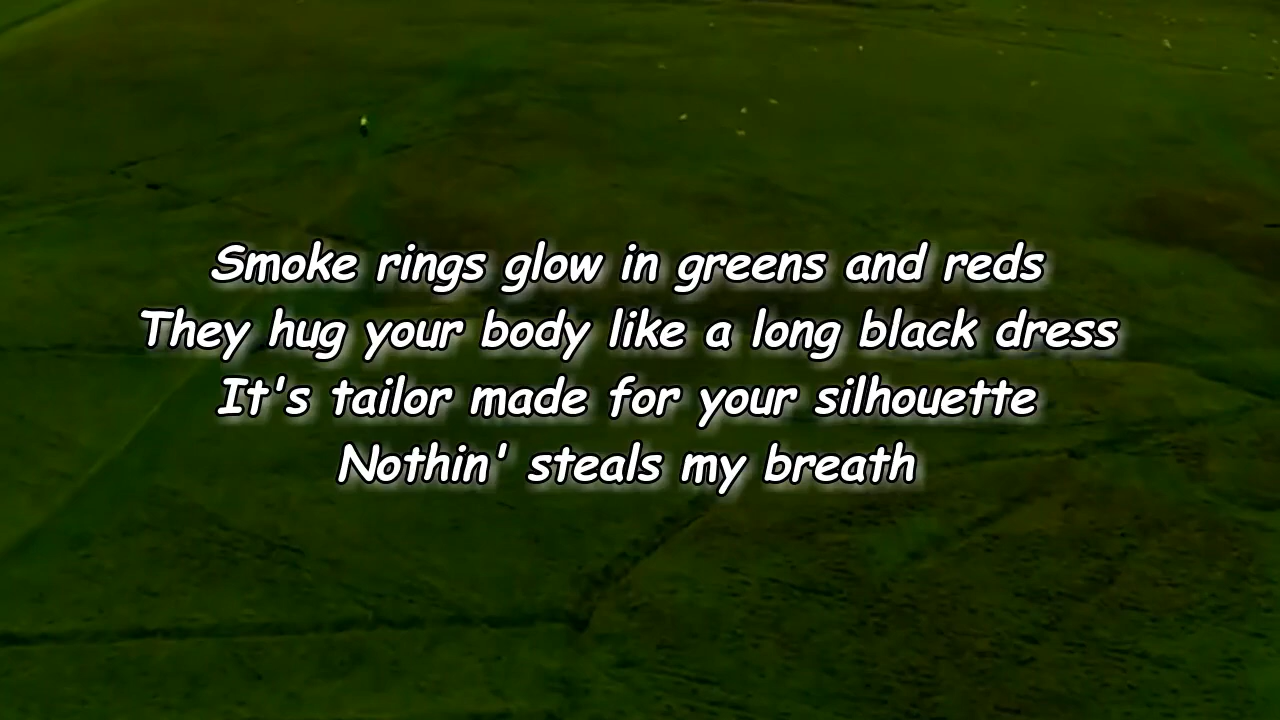 Smoke rings glow in greens and reds
They hug your body like a long black dress
It's tailor made for your silhouette
Nothin' steals my breath